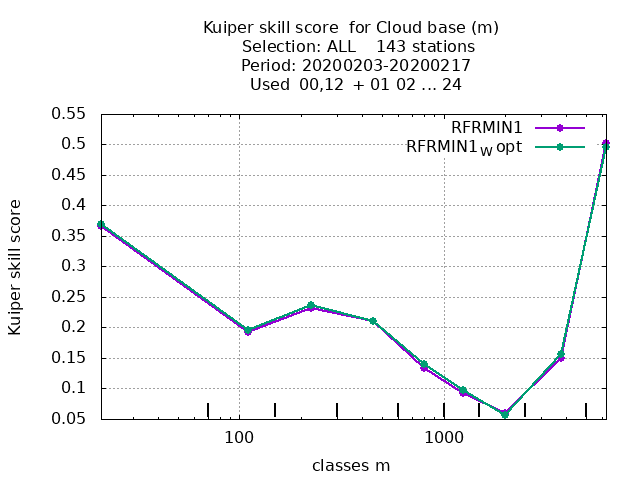 Kuiper skill score  for Cloud base (m)
Selection: ALL    143 stations
Period: 20200203-20200217
Used  00,12  + 01 02 ... 24
RFRMIN1
RFRMIN1W opt
Kuiper skill score
0.55
0.5
0.45
0.4
0.35
0.3
0.25
0.2
0.15
0.1
0.05
100 1000
classes m